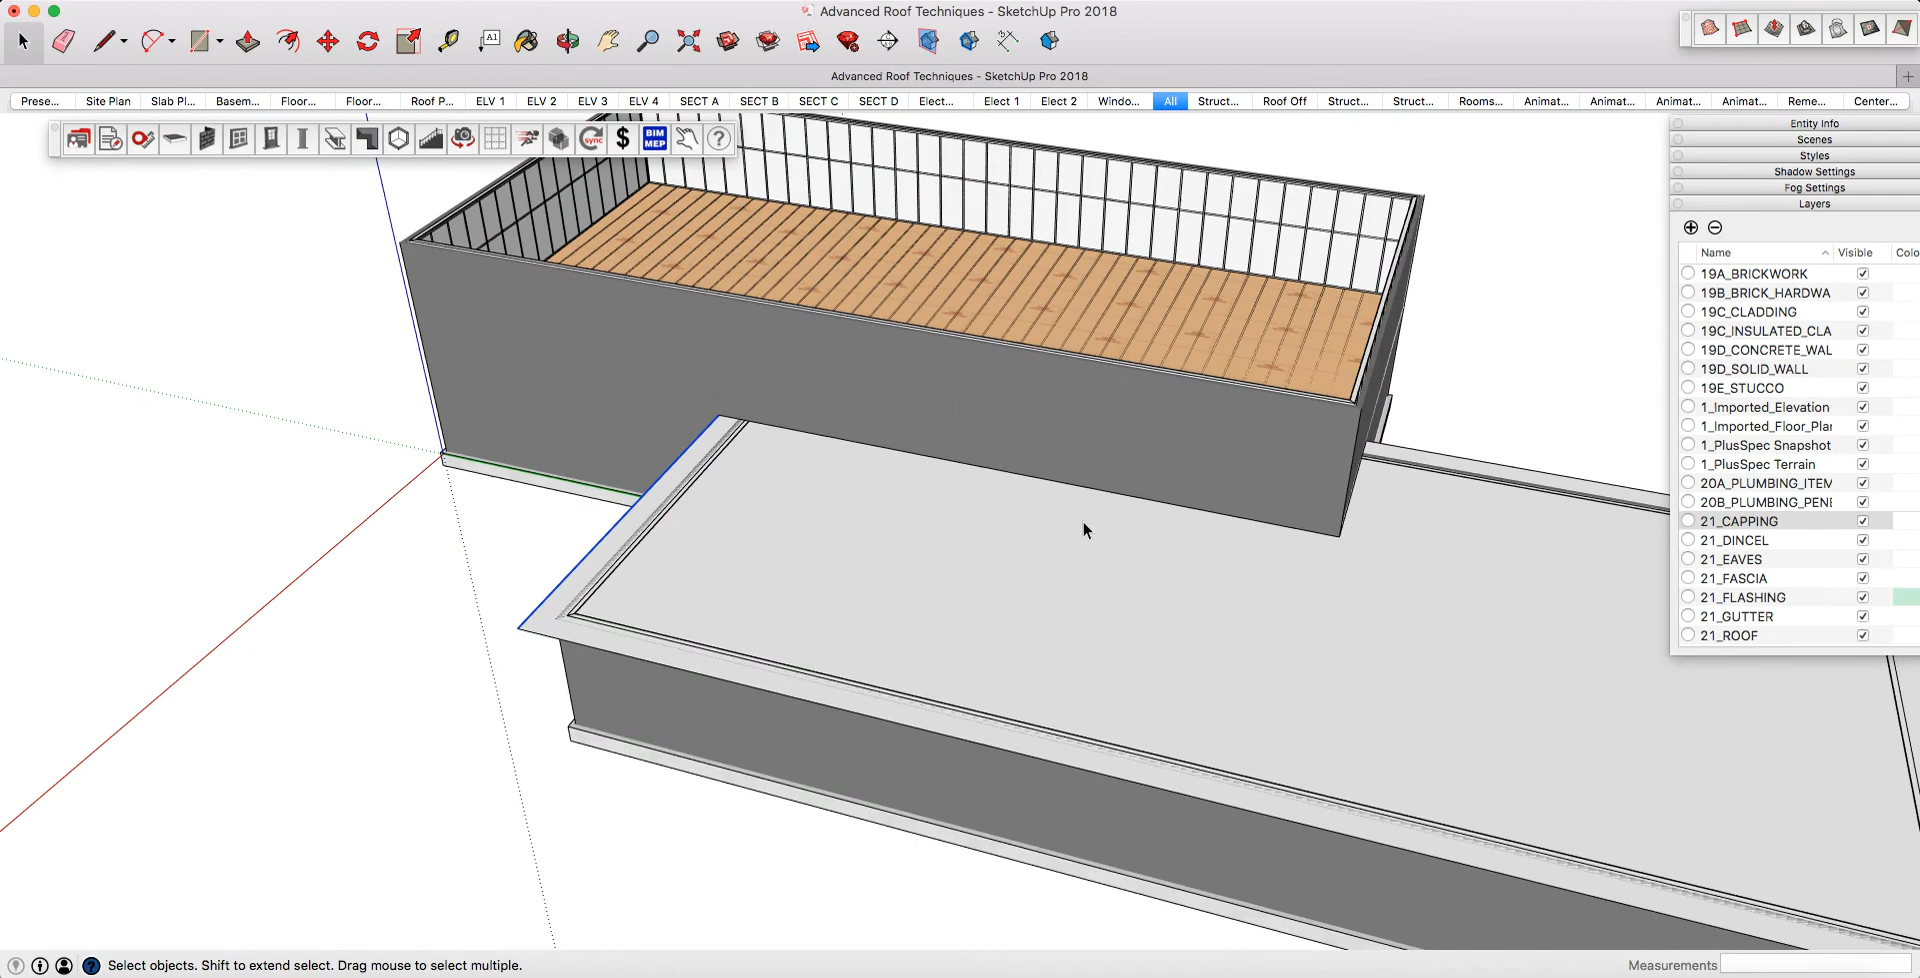 Advanced Roof Techniques - SketchUp Pro 2018
A1
Advanced Roof Techniques - SketchUp Pro 2018
Prese... Site Plan Slab Pl... Basem... Floor... Floor... Roof P... ELV 1 ELV 2 ELV 3 ELV 4 SECT A SECT B SECT C SECT D Elect... Elect 1 Elect 2 Windo... All Struct... Roof Off Struct... Struct... Rooms... Animat... Animat... Animat... Animat... Reme... Center...
sync $ BIM MEP ?
Entity Info
Scenes
Styles
Shadow Settings
Fog Settings
Layers
Name Visible Colo
19A_BRICKWORK
19B_BRICK_HARDWA
19C_CLADDING
19C_INSULATED_CLA
19D_CONCRETE_WAL
19D_SOLID_WALL
19E_STUCCO
1_Imported_Elevation
1_Imported_Floor_Plar
1_PlusSpec Snapshot
1_PlusSpec Terrain
20A_PLUMBING_ITEM
20B_PLUMBING_PENE
21_CAPPING
21_DINCEL
21_EAVES
21_FASCIA
21_FLASHING
21_GUTTER
21_ROOF
? Select objects. Shift to extend select. Drag mouse to select multiple.
Measurements